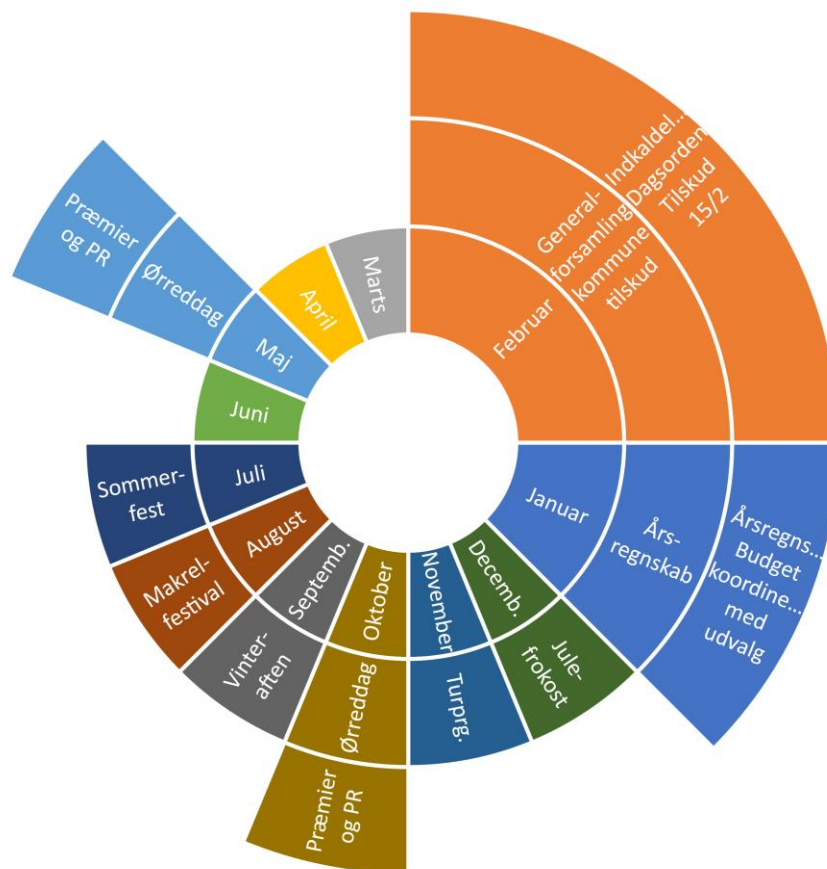 Februar
General-
forsamling
kommune
tilskud
Indkaldel...
Dagsorden
Tilskud
15/2
Januar
Års-
regnskab
Årsregns...
Budget
koordine...
med
udvalg
Decemb.
Jule-
frokost
November
Turprg.
Oktober
Ørreddag
Præmier
og PR
Septemb.
Vinter-
aften
August
Makrel-
festival
Juli
Sommer-
fest
Juni
Maj
Ørreddag
Præmier
og PR
April
Marts